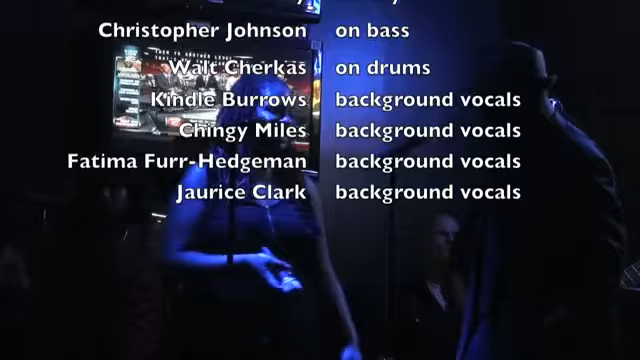 Christopher Johnson on bass
Walt Cherkas on drums
Kindle Burrows background vocals
Chingy Miles background vocals
Fatima Furr-Hedgeman background vocals
Jaurice Clark background vocals